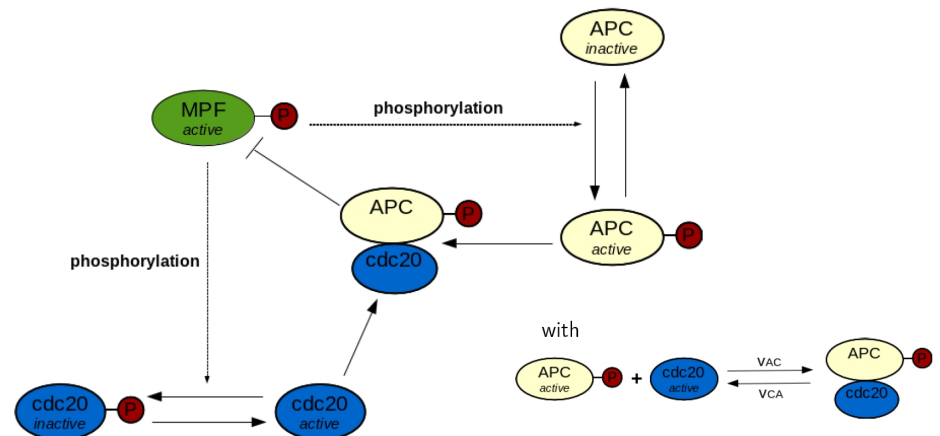 APC
inactive
MPF
active
P
phosphorylation
APC
P
APC
active
P
phosphorylation
cdc20
with
APC
active
P
+
cdc20
active
vAC
vCA
APC
P
cdc20
cdc20
inactive
P
cdc20
active